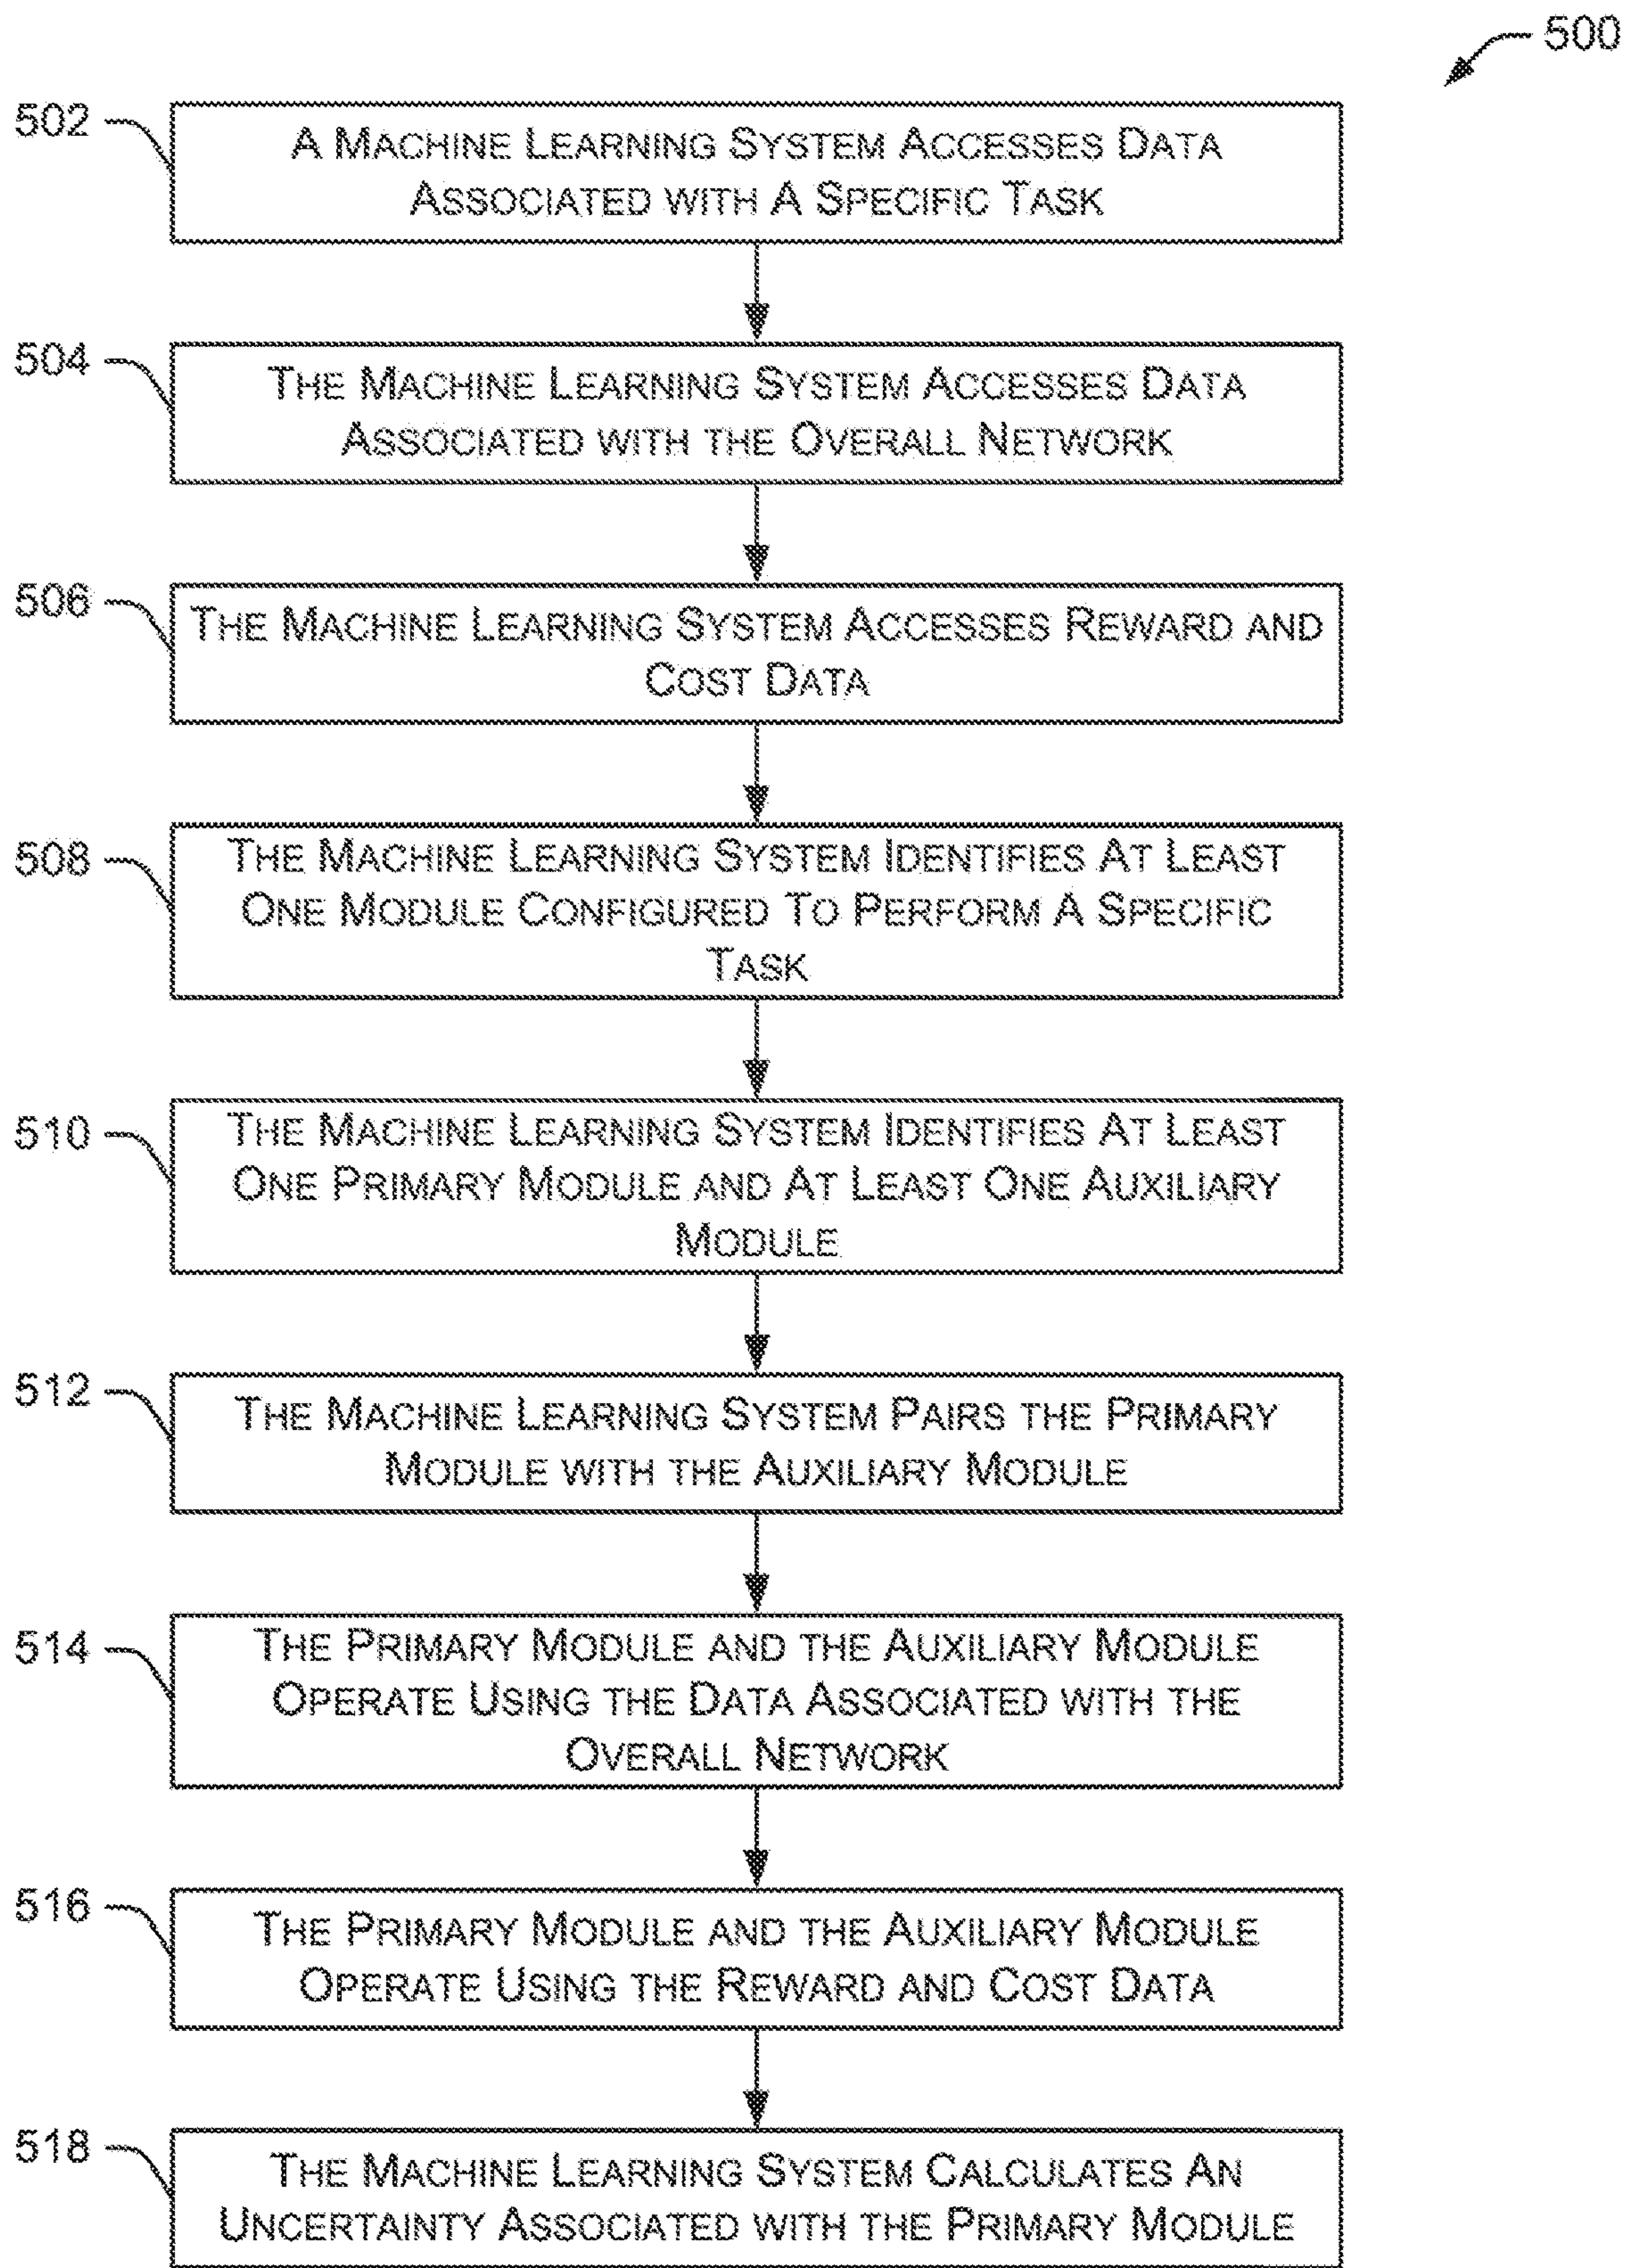 500
502
A MACHINE LEARNING SYSTEM ACCESSES DATA
ASSOCIATED WITH A SPECIFIC TASK
504
THE MACHINE LEARNING SYSTEM ACCESSES DATA
ASSOCIATED WITH THE OVERALL NETWORK
506
THE MACHINE LEARNING SYSTEM ACCESSES REWARD AND
COST DATA
508
THE MACHINE LEARNING SYSTEM IDENTIFIES AT LEAST
ONE MODULE CONFIGURED TO PERFORM A SPECIFIC
TASK
510
THE MACHINE LEARNING SYSTEM IDENTIFIES AT LEAST
ONE PRIMARY MODULE AND AT LEAST ONE AUXILIARY
MODULE
512
THE MACHINE LEARNING SYSTEM PAIRS THE PRIMARY
MODULE WITH THE AUXILIARY MODULE
514
THE PRIMARY MODULE AND THE AUXILIARY MODULE
OPERATE USING THE DATA ASSOCIATED WITH THE
OVERALL NETWORK
516
THE PRIMARY MODULE AND THE AUXILIARY MODULE
OPERATE USING THE REWARD AND COST DATA
518
THE MACHINE LEARNING SYSTEM CALCULATES AN
UNCERTAINTY ASSOCIATED WITH THE PRIMARY MODULE